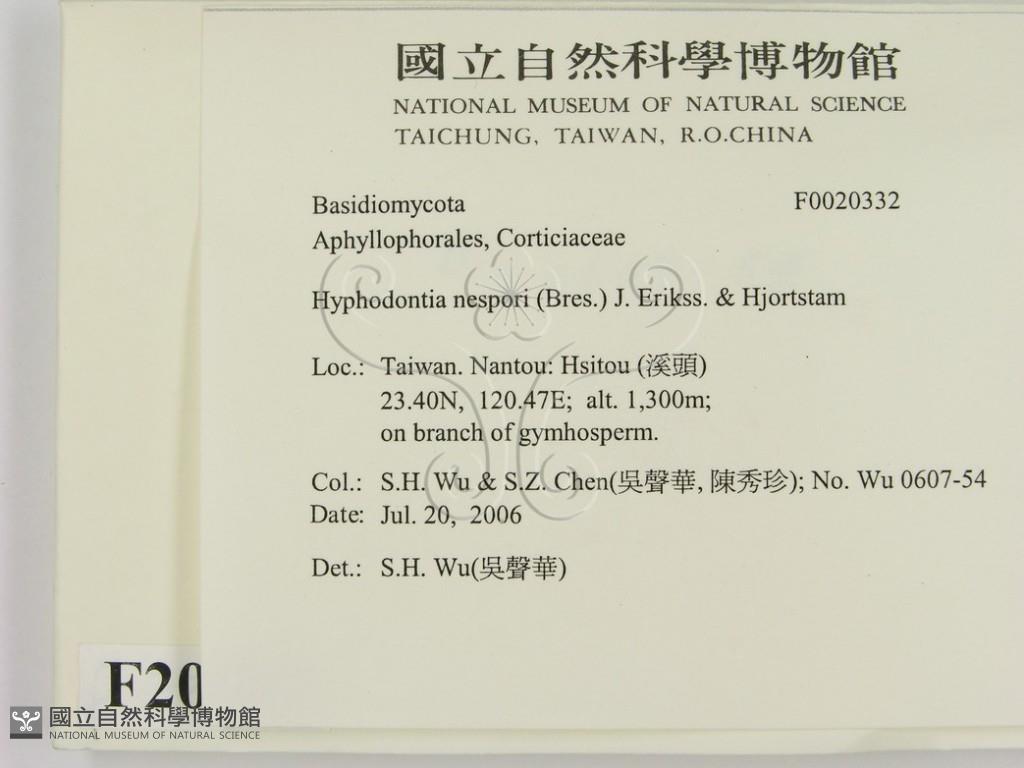 國立自然科學博物館
NATIONAL MUSEUM OF NATURAL SCIENCE
TAICHUNG, TAIWAN, R.O.CHINA
Basidiomycota F0020332
Aphyllophorales, Corticiaceae
Hyphodontia nespori (Bres.) J. Erikss. & Hjortstam
Loc.: Taiwan. Nantou: Hsitou (溪頭)
23.40N, 120.47E; alt. 1,300m;
on branch of gymhosperm.
Col.: S.H. Wu & S.Z. Chen(吳聲華, 陳秀珍); No. Wu 0607-54
Date: Jul. 20, 2006
Det.: S.H. Wu(吳聲華)
F20
國立自然科學博物館
NATIONAL MUSEUM OF NATURAL SCIENCE